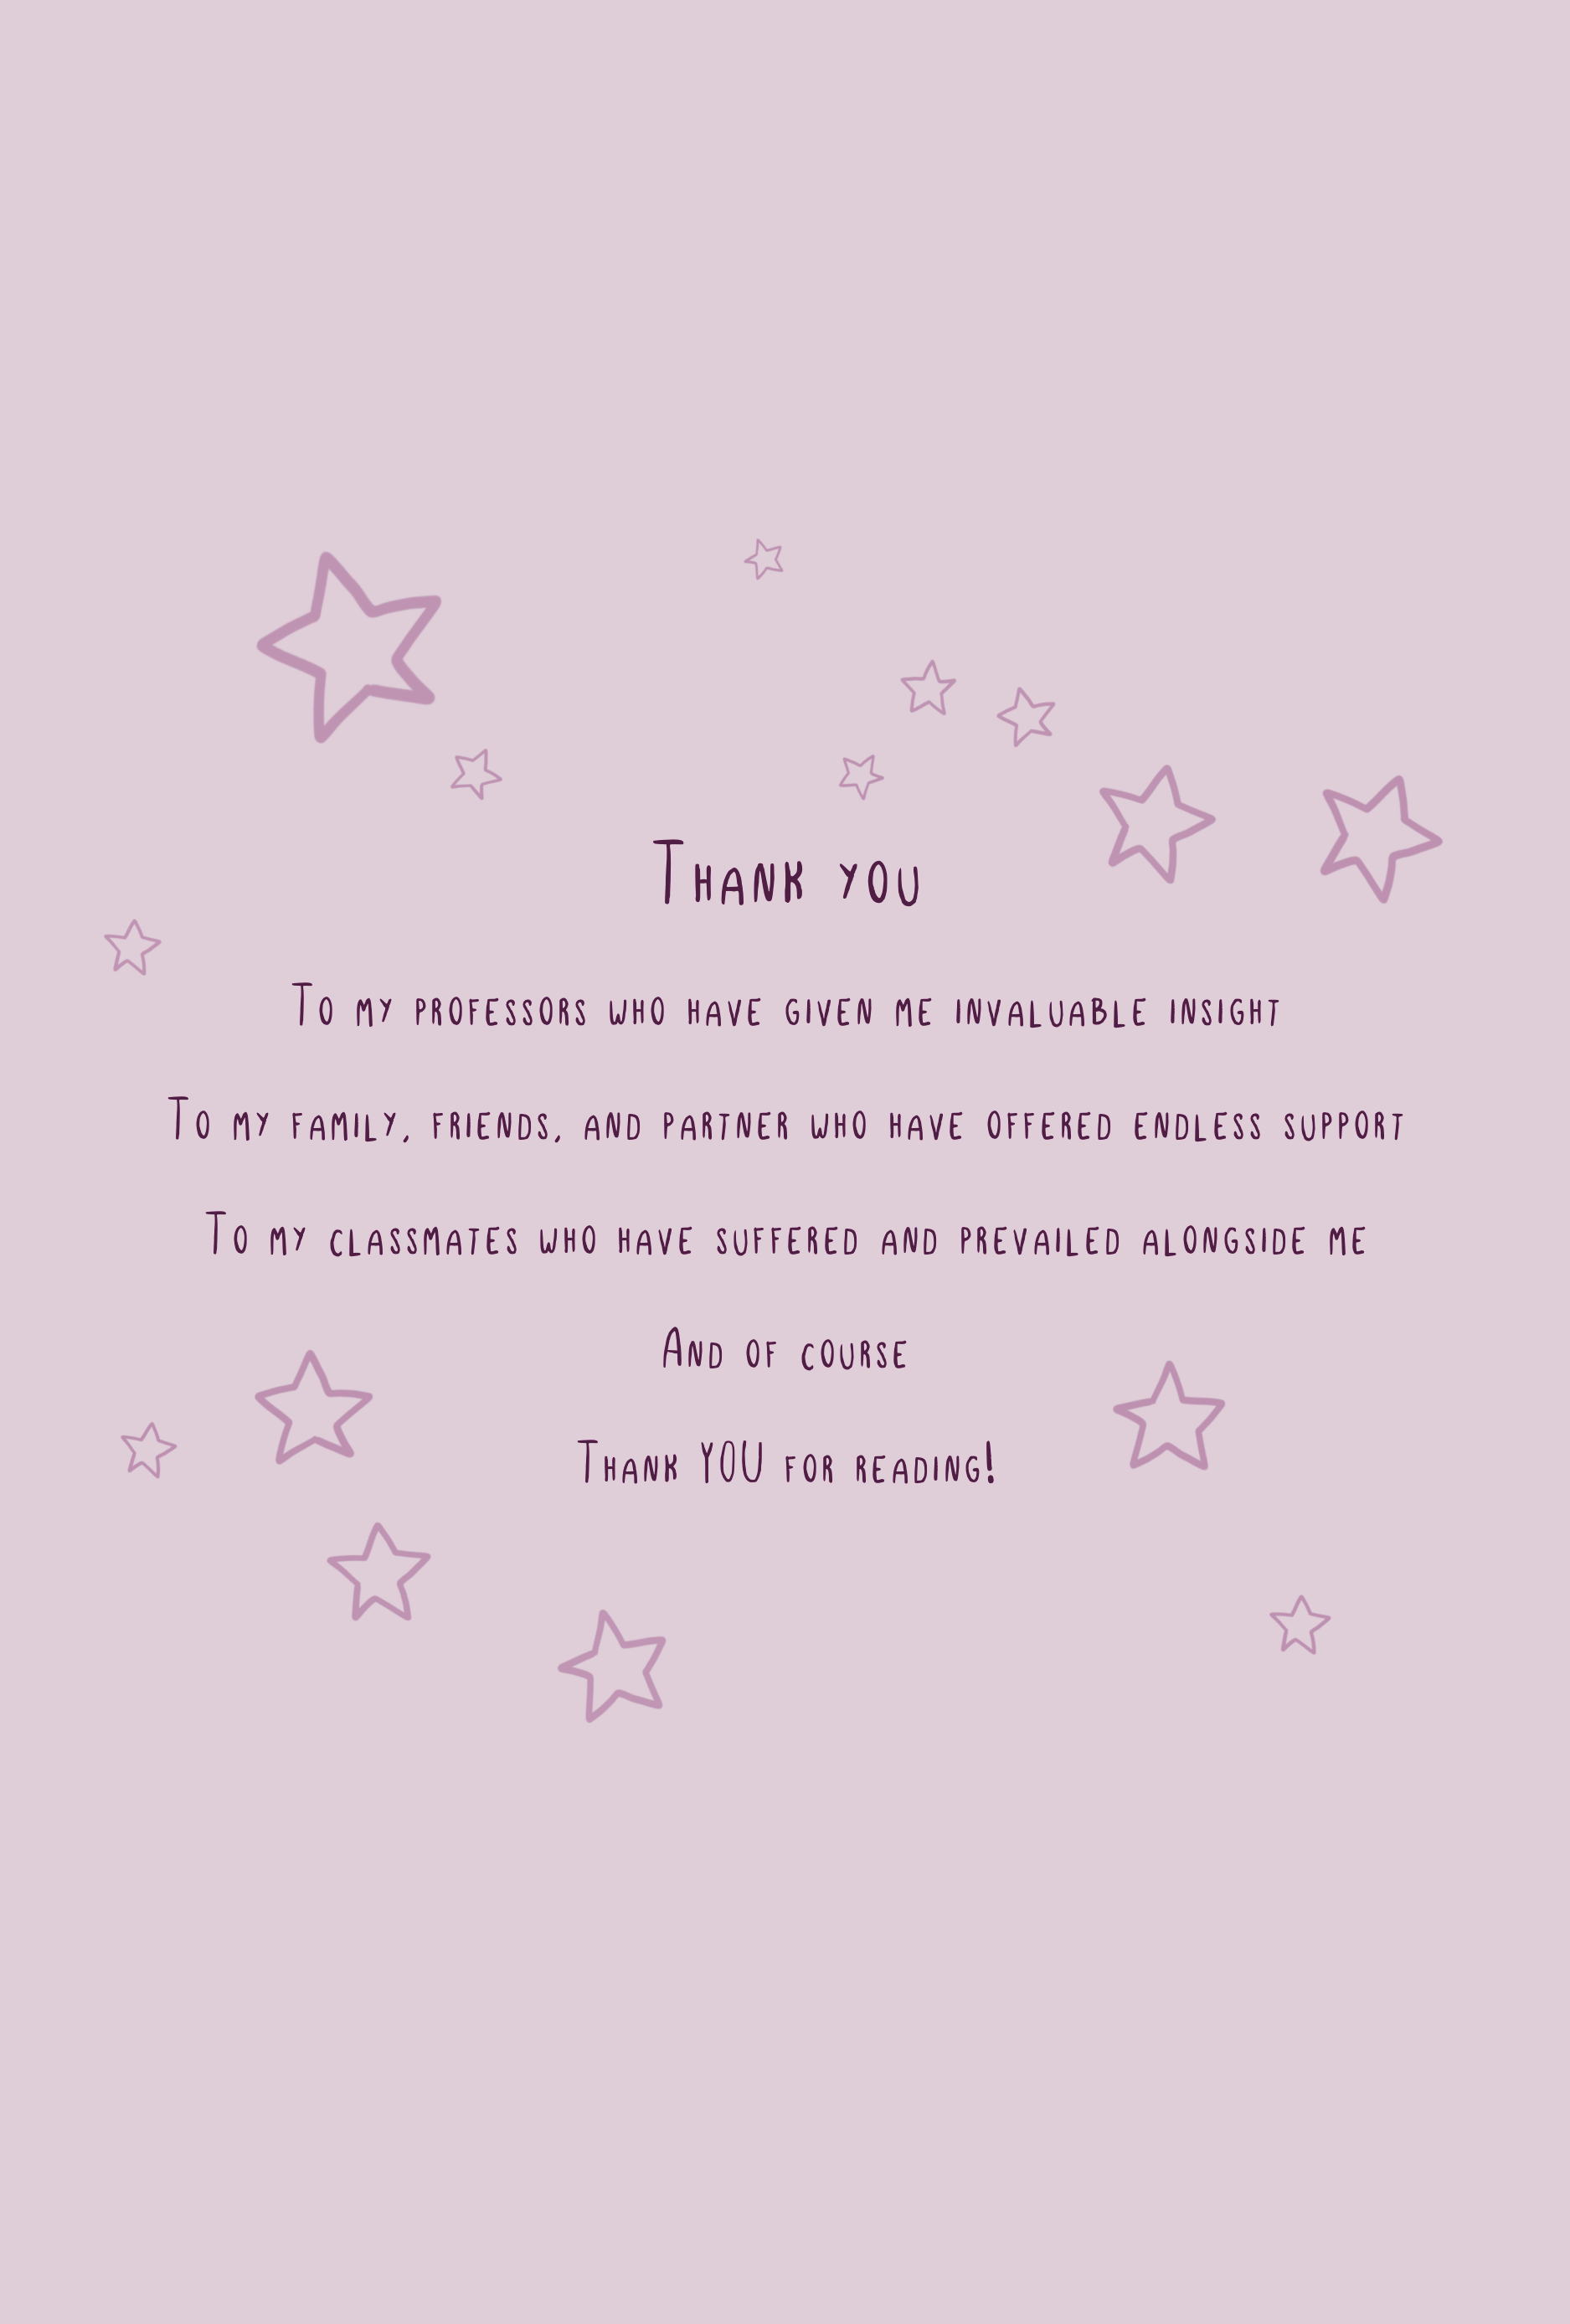 Thank you
To my professors who have given me invaluable insight
To my family, friends, and partner who have offered endless support
To my classmates who have suffered and prevailed alongside me
And of course
Thank YOU for reading!